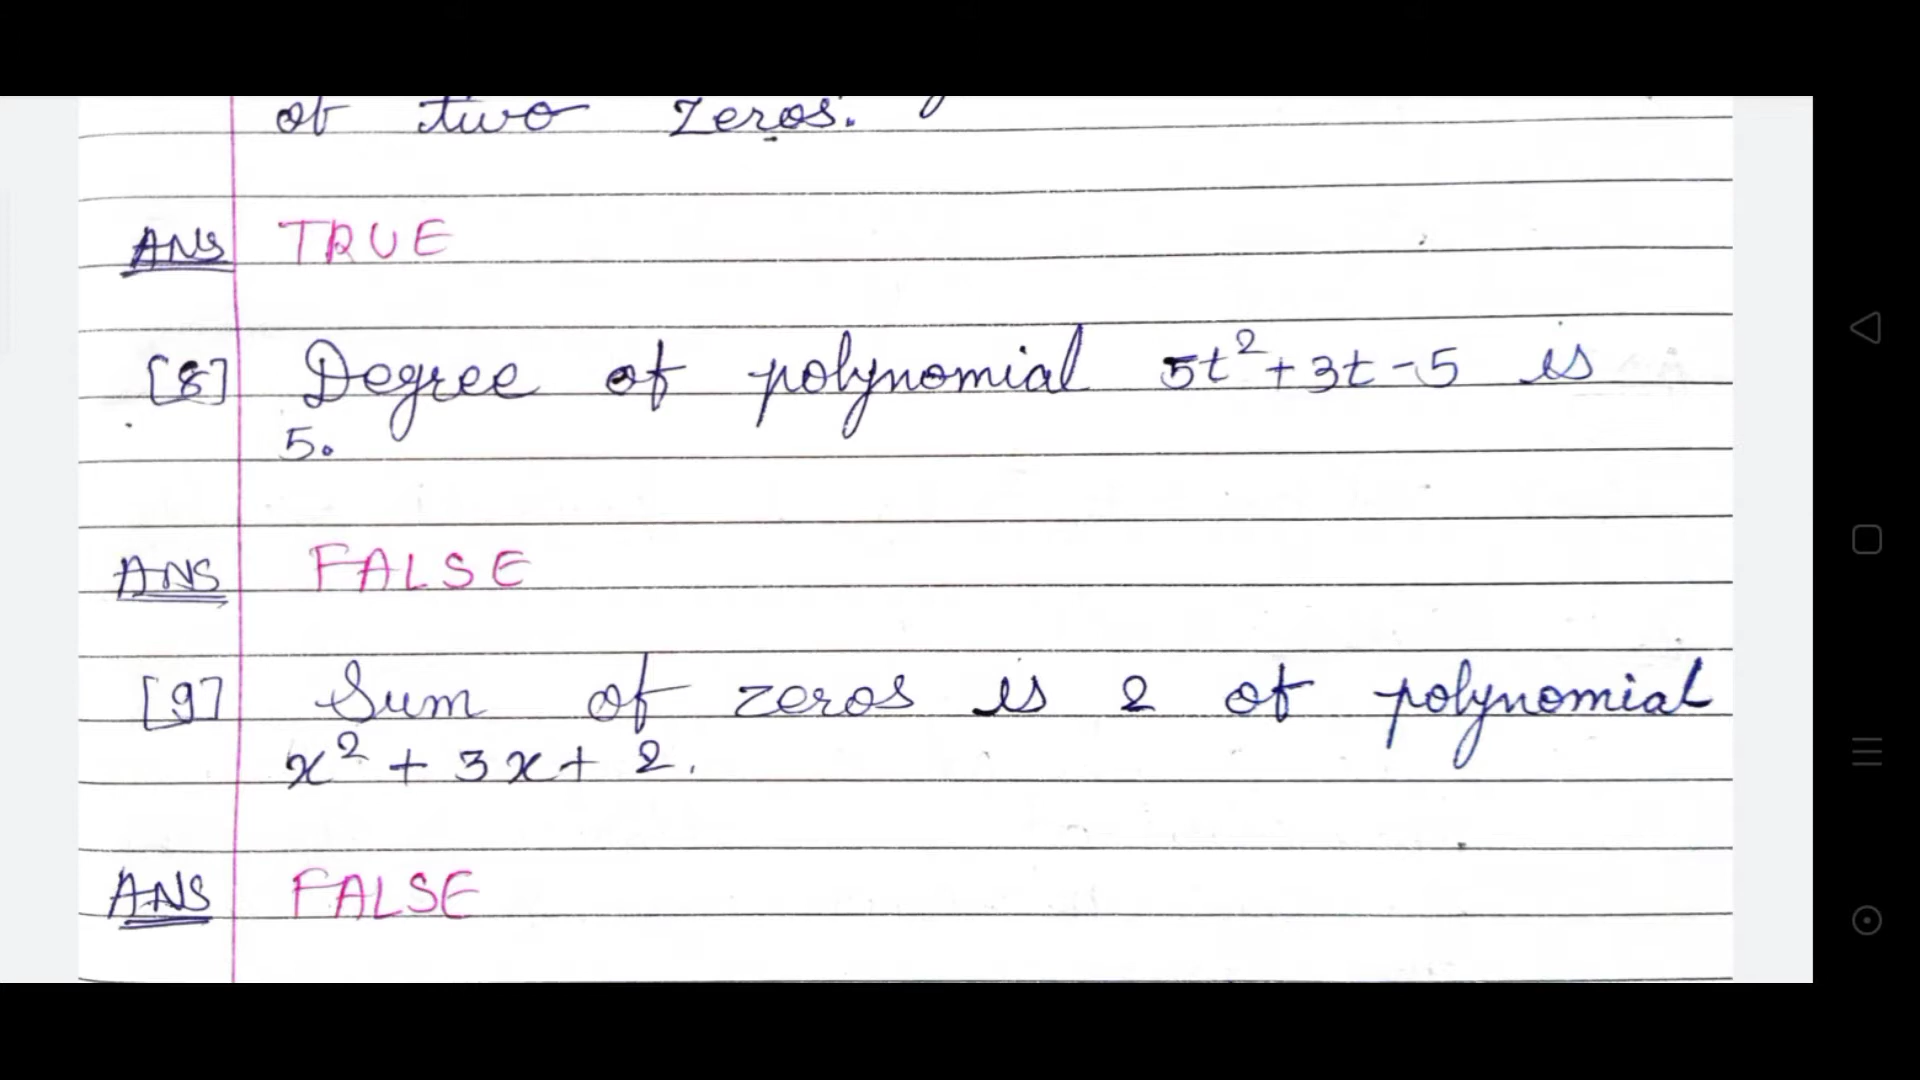 of two zeros.
ANS TRUE
[8] Degree of polynomial 5t²+3t-5 is
5.
ANS FALSE
[9] Sum of zeros is 2 of polynomial
x² + 3x + 2.
ANS FALSE